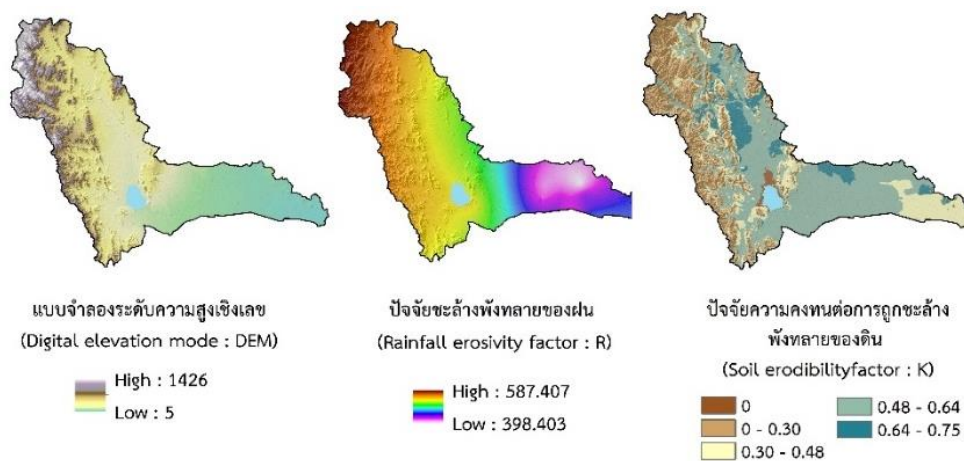 แบบจำลองระดับความสูงเชิงเลข
(Digital elevation mode : DEM)
High : 1426
Low : 5
ปัจจัยชะล้างพังทลายของฝน
(Rainfall erosivity factor : R)
High : 587.407
Low : 398.403
ปัจจัยความคงทนต่อการถูกชะล้าง
พังทลายของดิน
(Soil erodibilityfactor : K)
0
0 - 0.30
0.30 - 0.48
0.48 - 0.64
0.64 - 0.75